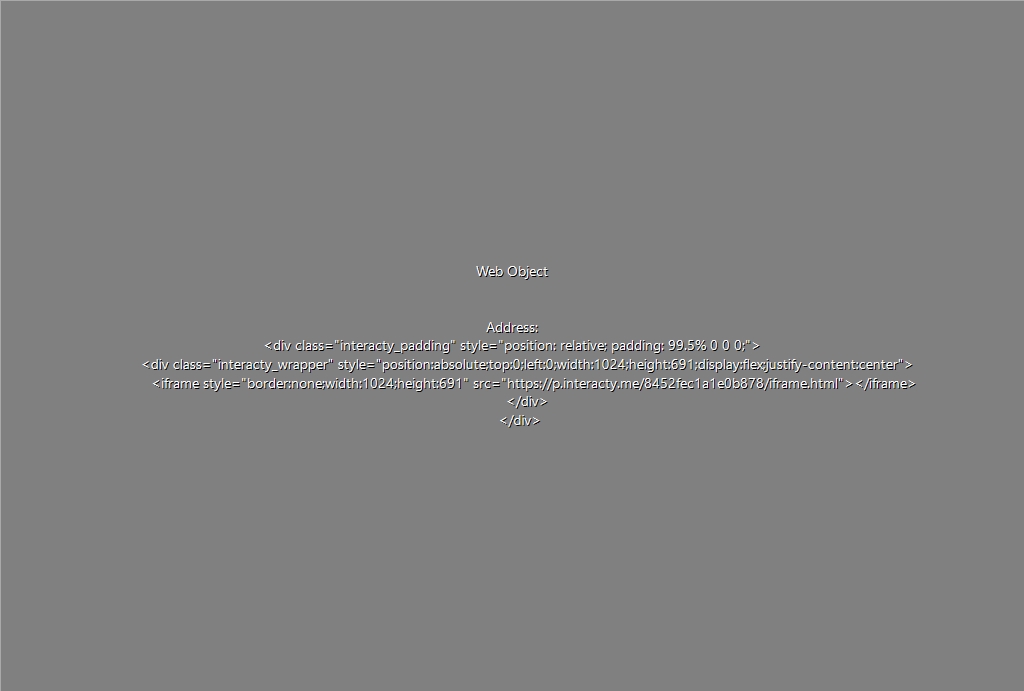 Web Object
Address:
<div class="interacty_padding" style="position: relative; padding: 99.5% 0 0 0;">
<div class="interacty_wrapper" style="position:absolute;top:0;left:0;width:1024;height:691;display:flex;justify-content:center">
<iframe style="border:none;width:1024;height:691" src="https://p.interacty.me/8452fec1a1e0b878/iframe.html"></iframe>
</div>
</div>